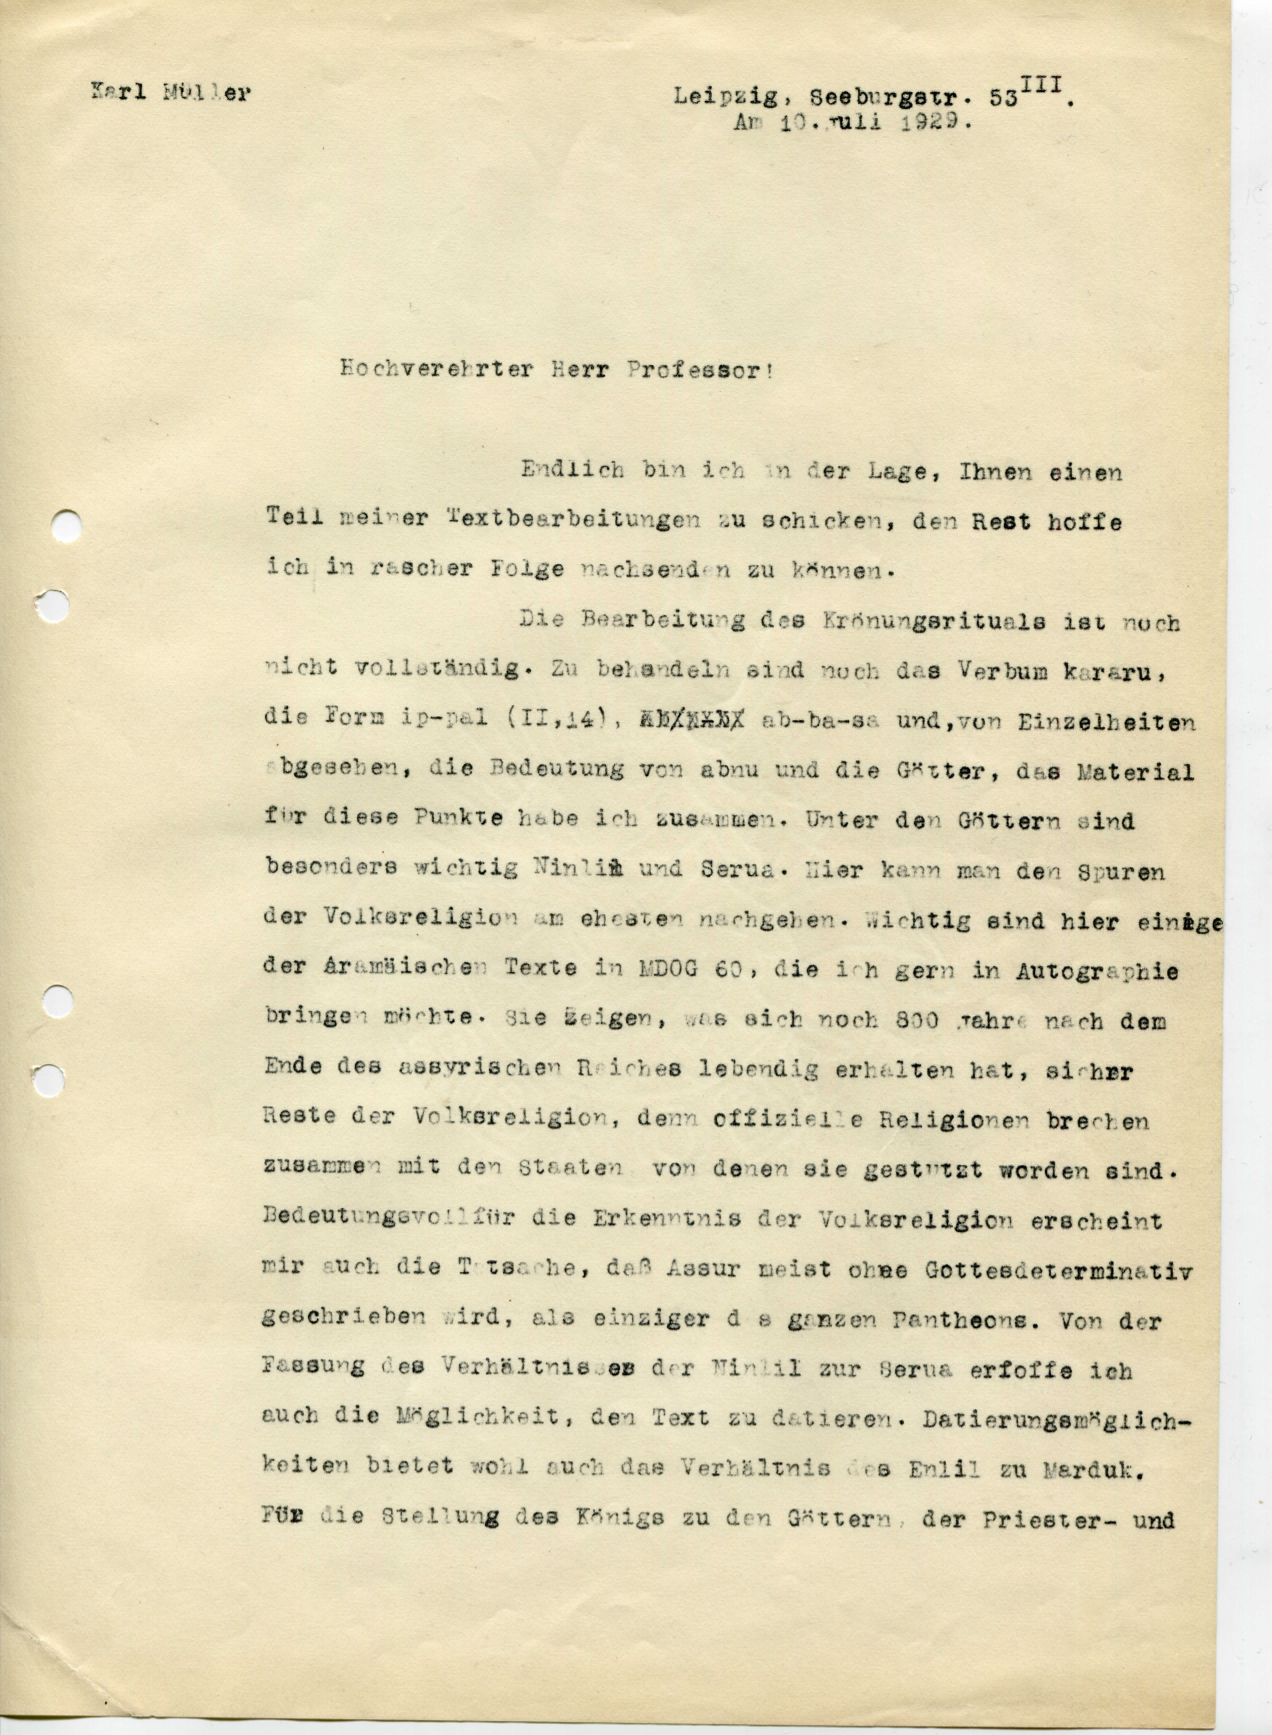 Karl Müller
Leipzig, Seeburgstr. 53III.
Am 10.Juli 1929.
Hochverehrter Herr Professor!
Endlich bin ich in der Lage, Ihnen einen
Teil meiner Textbearbeitungen zu schicken, den Rest hoffe
ich in rascher Folge nachsenden zu können.
Die Bearbeitung des Krönungsrituals ist noch
nicht vollständig. Zu behandeln sind noch das Verbum kararu,
die Form ip-pal (II,14), ab-ba-sa und,von Einzelheiten
abgesehen, die Bedeutung von abnu und die Götter, das Material
für diese Punkte habe ich zusammen. Unter den Göttern sind
besonders wichtig Ninlil und Serua. Hier kann man den Spuren
der Volksreligion am ehesten nachgehen. Wichtig sind hier einige
der Aramäischen Texte in MDOG 60, die ich gern in Autographie
bringen möchte. Sie zeigen, was sich noch 800 Jahre nach dem
Ende des assyrischen Reiches lebendig erhalten hat, sicher
Reste der Volksreligion, denn offizielle Religionen brechen
zusammen mit den Staaten von denen sie gestützt worden sind.
Bedeutungsvollfür die Erkenntnis der Volksreligion erscheint
mir auch die Tatsache, daß Assur meist ohne Gottesdeterminativ
geschrieben wird, als einziger des ganzen Pantheons. Von der
Fassung des Verhältnisses der Ninlil zur Serua erfoffe ich
auch die Möglichkeit, den Text zu datieren. Datierungsmöglich-
keiten bietet wohl auch das Verhältnis des Enlil zu Marduk.
Für die Stellung des Königs zu den Göttern, der Priester- und